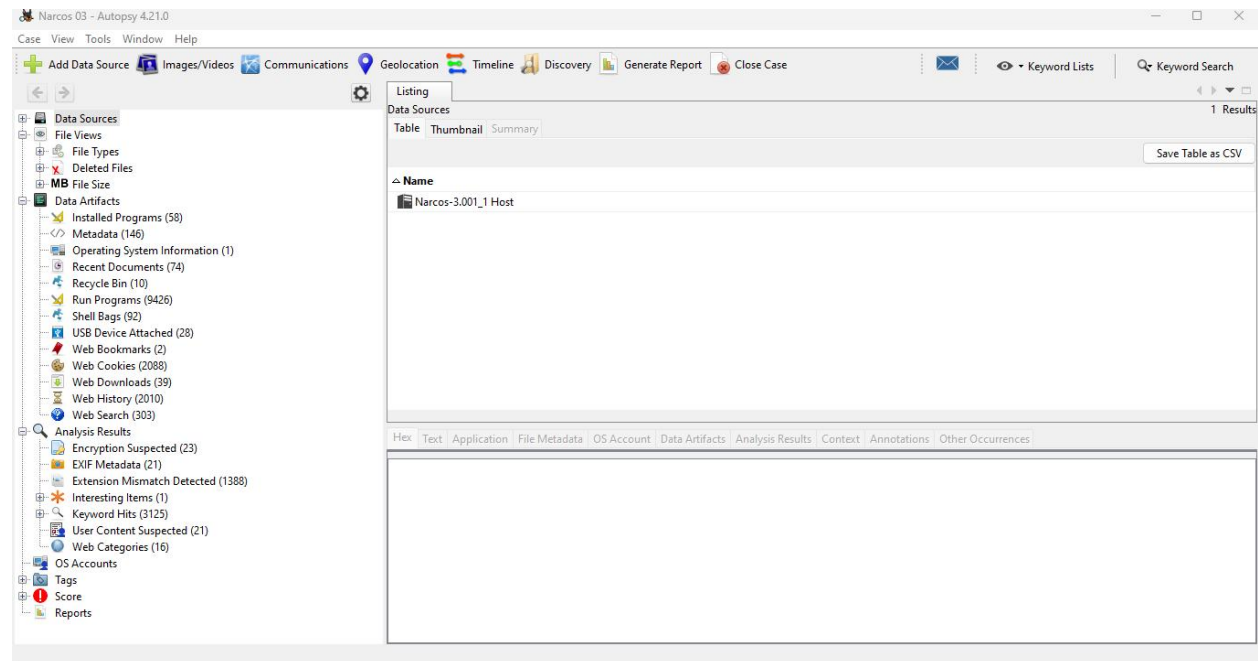 Narcos 03 - Autopsy 4.21.0
Case View Tools Window Help
Add Data Source Images/Videos Communications Geolocation Timeline Discovery Generate Report Close Case Keyword Lists Keyword Search
Listing
Data Sources 1 Results
Table Thumbnail Summary
Save Table as CSV
Name
Narcos-3.001_1 Host
Data Sources
File Views
File Types
Deleted Files
MB File Size
Data Artifacts
Installed Programs (58)
Metadata (146)
Operating System Information (1)
Recent Documents (74)
Recycle Bin (10)
Run Programs (9426)
Shell Bags (92)
USB Device Attached (28)
Web Bookmarks (2)
Web Cookies (2088)
Web Downloads (39)
Web History (2010)
Web Search (303)
Analysis Results
Encryption Suspected (23)
EXIF Metadata (21)
Extension Mismatch Detected (1388)
Interesting Items (1)
Keyword Hits (3125)
User Content Suspected (21)
Web Categories (16)
OS Accounts
Tags
Score
Reports
Hex Text Application File Metadata OS Account Data Artifacts Analysis Results Context Annotations Other Occurrences